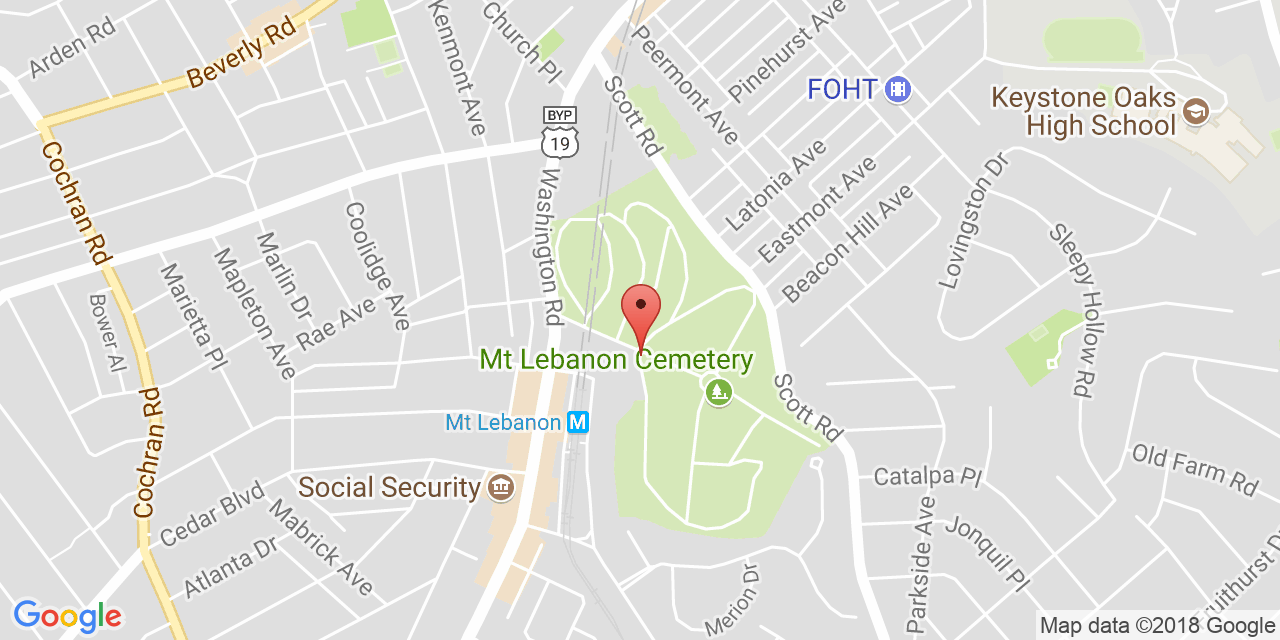 Arden Rd
Beverly Rd
Kenmont Ave
Church Pl
Peermont Ave
Pinehurst Ave
Scott Rd
FOHT
Keystone Oaks
High School
BYP
19
Cochran Rd
Washington Rd
Latonia Ave
Eastmont Ave
Beacon Hill Ave
Lovingston Dr
Sleepy Hollow Rd
Coolidge Ave
Marlin Dr
Mapleton Ave
Marietta Pl
Bower Al
Rae Ave
Mt Lebanon Cemetery
Mt Lebanon
M
Scott Rd
Cochran Rd
Social Security
Catalpa Pl
Old Farm Rd
Cedar Blvd
Mabrick Ave
Atlanta Dr
Parkside Ave
Jonquil Pl
Merion Dr
Fruithurst Dr
Google
Map data ©2018 Google